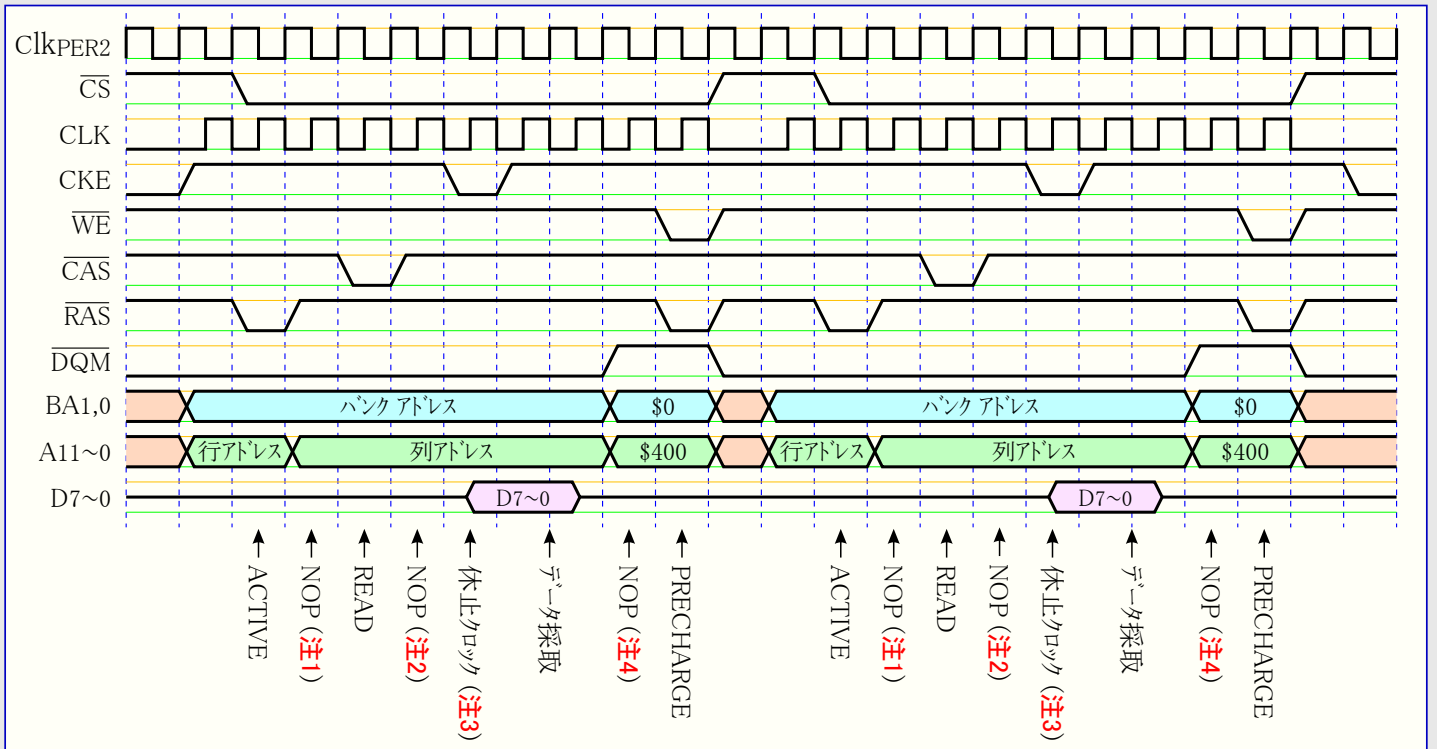 ClkPER2
CS
CLK
CKE
WE
CAS
RAS
DQM
BA1,0 バンク アドレス $0 バンク アドレス $0
A11~0 行アドレス 列アドレス $400 行アドレス 列アドレス $400
D7~0 D7~0 D7~0
ACTIVE
NOP (注1)
READ
NOP (注2)
休止クロック (注3)
データ採取
NOP (注4)
PRECHARGE
ACTIVE
NOP (注1)
READ
NOP (注2)
休止クロック (注3)
データ採取
NOP (注4)
PRECHARGE